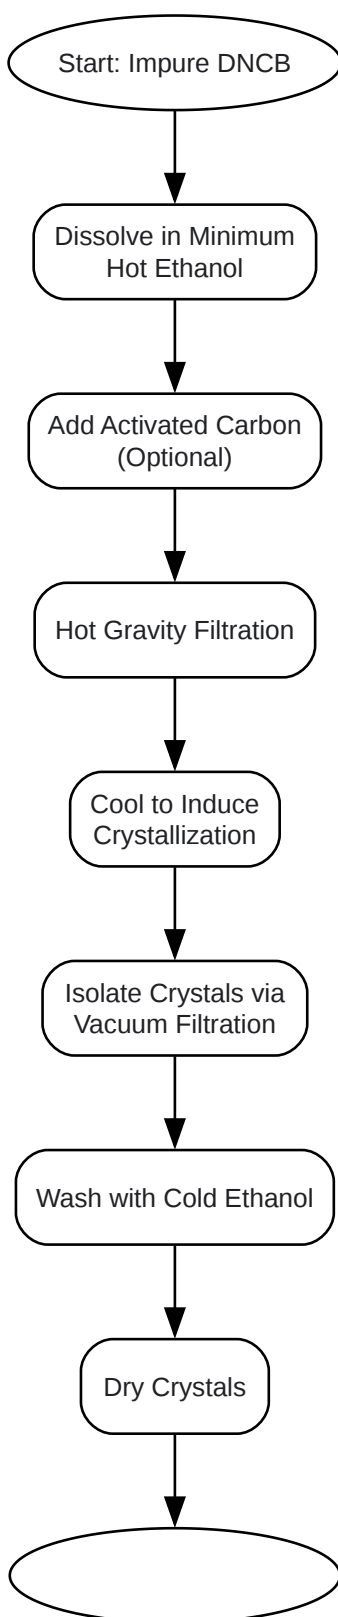 Start: Impure DNCB
Dissolve in Minimum
Hot Ethanol
Add Activated Carbon
(Optional)
Hot Gravity Filtration
Cool to Induce
Crystallization
Isolate Crystals via
Vacuum Filtration
Wash with Cold Ethanol
Dry Crystals